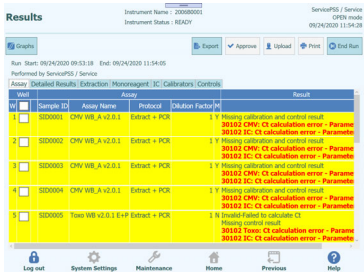 Results
Instrument Name : 2006B0001
Instrument Status : READY
ServicePSS / Service
OPEN mode
09/24/2020 11:54:28
Graphs
Export
Approve
Upload
Print
End Run
Run Start: 09/24/2020 09:53:18 End: 09/24/2020 11:54:05
Performed by ServicePSS / Service
Assay Detailed Results Extraction Monoreagent IC Calibrators Controls
Well Assay Result
W Sample ID Assay Name Protocol Dilution Factor M
1 SID0001 CMV WB_A v2.0.1 Extract + PCR 1 Y Missing calibration and control result
30102 CMV: Ct calculation error - Parame
30102 IC: Ct calculation error - Paramete
2 SID0002 CMV WB_A v2.0.1 Extract + PCR 1 Y Missing calibration and control result
30102 CMV: Ct calculation error - Parame
30102 IC: Ct calculation error - Paramete
3 SID0003 CMV WB_A v2.0.1 Extract + PCR 1 Y Missing calibration and control result
30102 CMV: Ct calculation error - Parame
30102 IC: Ct calculation error - Paramete
4 SID0004 CMV WB_A v2.0.1 Extract + PCR 1 Y Missing calibration and control result
30102 CMV: Ct calculation error - Parame
30102 IC: Ct calculation error - Paramete
5 SID0005 Toxo WB v2.0.1 E+P Extract + PCR 1 N Invalid-Failed to calculate Ct
Missing control result
30102 Toxo: Ct calculation error - Parame
30102 IC: Ct calculation error - Paramete
Log out
System Settings
Maintenance
Home
Previous
Help